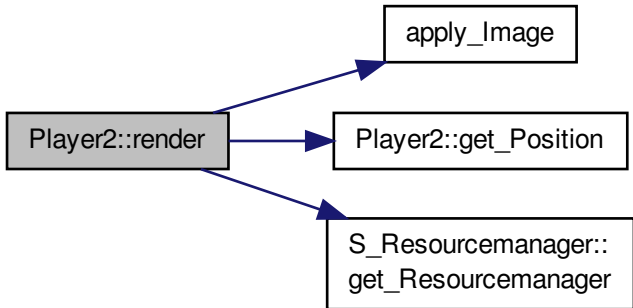 apply_Image
Player2::render
Player2::get_Position
S_Resourcemanager::
get_Resourcemanager